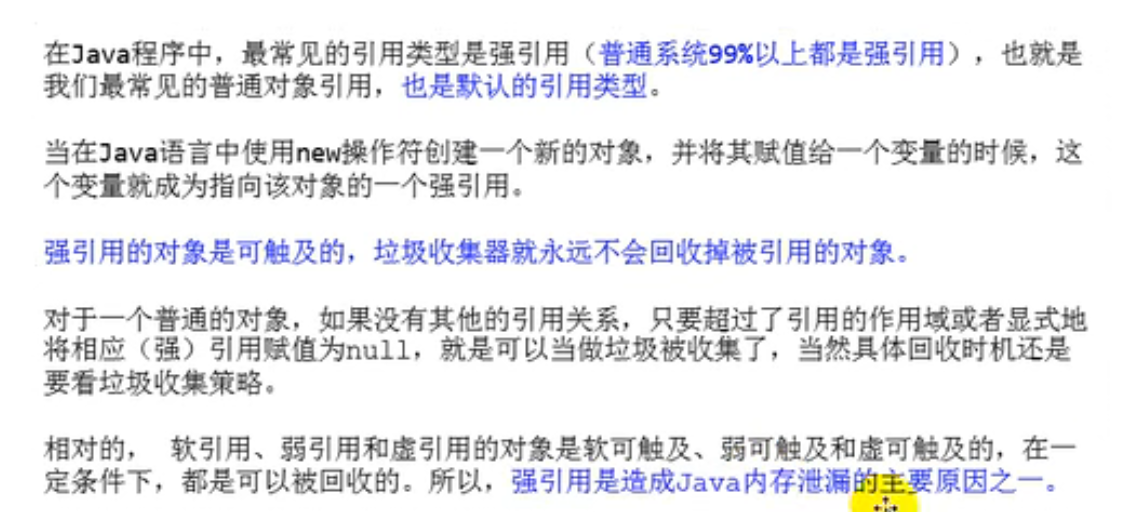 在Java程序中，最常见的引用类型是强引用（普通系统99%以上都是强引用），也就是
我们最常见的普通对象引用，也是默认的引用类型。
当在Java语言中使用new操作符创建一个新的对象，并将其赋值给一个变量的时候，这
个变量就成为指向该对象的一个强引用。
强引用的对象是可触及的，垃圾收集器就永远不会回收掉被引用的对象。
对于一个普通的对象，如果没有其他的引用关系，只要超过了引用的作用域或者显式地
将相应（强）引用赋值为null，就是可以当做垃圾被收集了，当然具体回收时机还是
要看垃圾收集策略。
相对的， 软引用、弱引用和虚引用的对象是软可触及、弱可触及和虚可触及的，在一
定条件下，都是可以被回收的。所以，强引用是造成Java内存泄漏的主要原因之一。